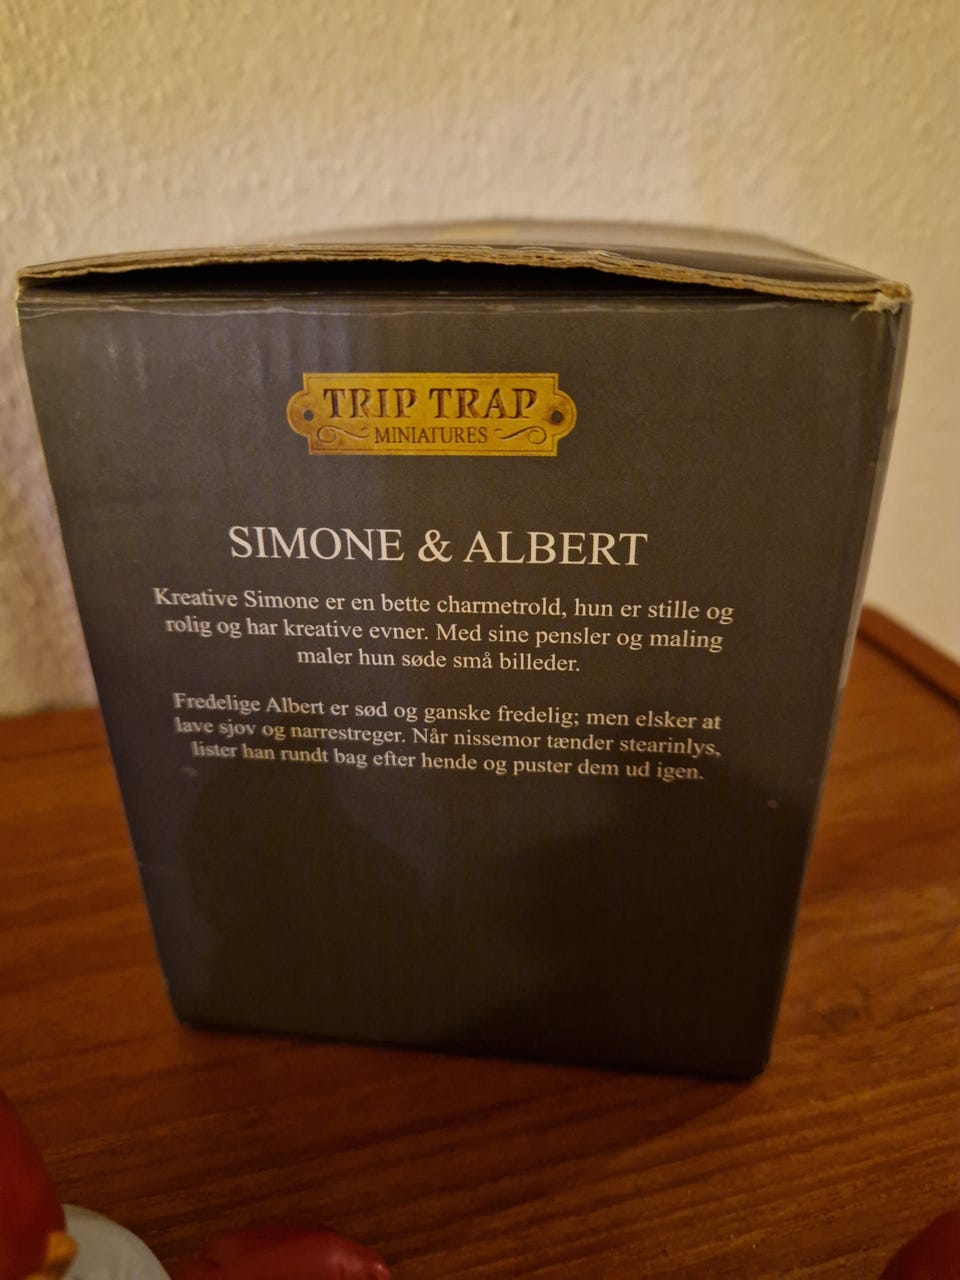 TRIP TRAP
MINIATURES
SIMONE & ALBERT
Kreative Simone er en bette charmetrold, hun er stille og
rolig og har kreative evner. Med sine pensler og maling
maler hun søde små billeder.
Fredelige Albert er sød og ganske fredelig; men elsker at
lave sjov og narrestreger. Når nissemor tænder stearinlys,
lister han rundt bag efter hende og puster dem ud igen.